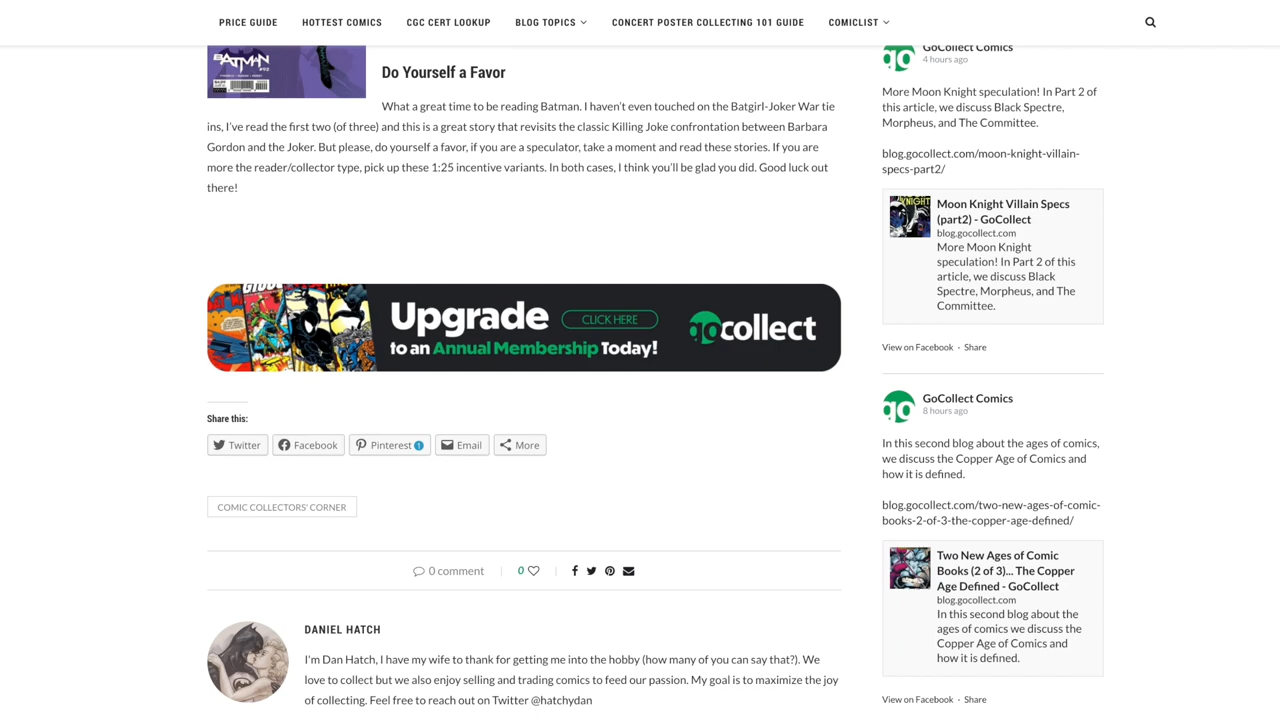 PRICE GUIDE
HOTTEST COMICS
CGC CERT LOOKUP
BLOG TOPICS
CONCERT POSTER COLLECTING 101 GUIDE
COMICLIST
BATMAN
Do Yourself a Favor
What a great time to be reading Batman. I haven't even touched on the Batgirl-Joker War tie
ins, I've read the first two (of three) and this is a great story that revisits the classic Killing Joke confrontation between Barbara
Gordon and the Joker. But please, do yourself a favor, if you are a speculator, take a moment and read these stories. If you are
more the reader/collector type, pick up these 1:25 incentive variants. In both cases, I think you'll be glad you did. Good luck out
there!
Upgrade
CLICK HERE
to an Annual Membership Today!
gocollect
Share this:
Twitter
Facebook
Pinterest 1
Email
More
COMIC COLLECTORS' CORNER
0 comment
0
DANIEL HATCH
I'm Dan Hatch, I have my wife to thank for getting me into the hobby (how many of you can say that?). We
love to collect but we also enjoy selling and trading comics to feed our passion. My goal is to maximize the joy
of collecting. Feel free to reach out on Twitter @hatchydan
go
GoCollect Comics
4 hours ago
More Moon Knight speculation! In Part 2 of
this article, we discuss Black Spectre,
Morpheus, and The Committee.
blog.gocollect.com/moon-knight-villain-
specs-part2/
Moon Knight Villain Specs
(part2) - GoCollect
blog.gocollect.com
More Moon Knight
speculation! In Part 2 of this
article, we discuss Black
Spectre, Morpheus, and The
Committee.
View on Facebook · Share
go
GoCollect Comics
8 hours ago
In this second blog about the ages of comics,
we discuss the Copper Age of Comics and
how it is defined.
blog.gocollect.com/two-new-ages-of-comic-
books-2-of-3-the-copper-age-defined/
Two New Ages of Comic
Books (2 of 3)... The Copper
Age Defined - GoCollect
blog.gocollect.com
In this second blog about the
ages of comics we discuss the
Copper Age of Comics and
how it is defined.
View on Facebook · Share